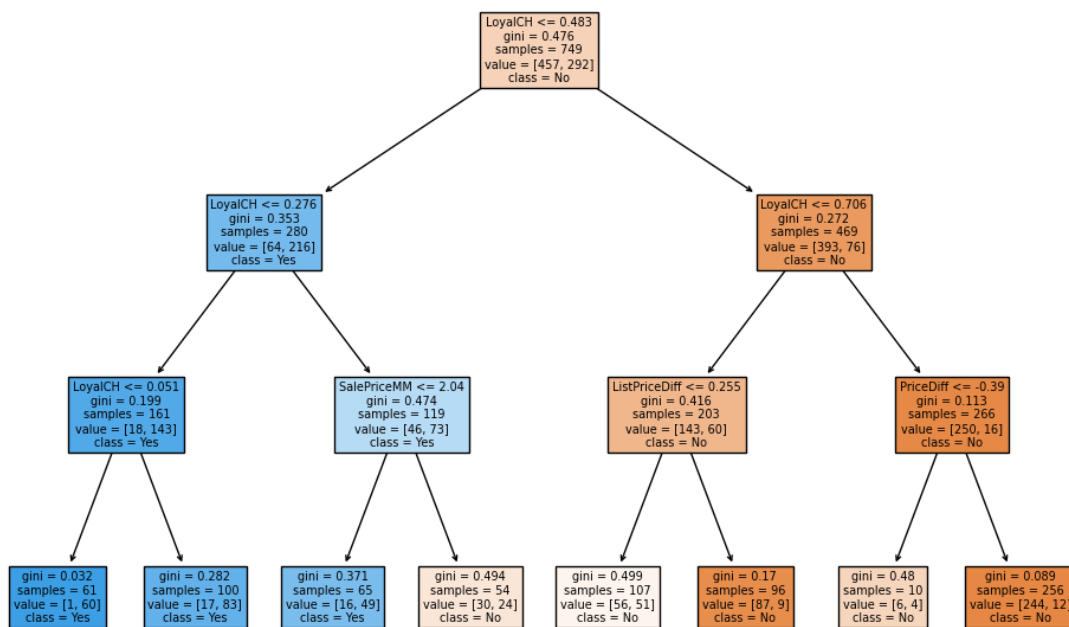 LoyalCH <= 0.483
gini = 0.476
samples = 749
value = [457, 292]
class = No
LoyalCH <= 0.276
gini = 0.353
samples = 280
value = [64, 216]
class = Yes
LoyalCH <= 0.706
gini = 0.272
samples = 469
value = [393, 76]
class = No
LoyalCH <= 0.051
gini = 0.199
samples = 161
value = [18, 143]
class = Yes
SalePriceMM <= 2.04
gini = 0.474
samples = 119
value = [46, 73]
class = Yes
ListPriceDiff <= 0.255
gini = 0.416
samples = 203
value = [143, 60]
class = No
PriceDiff <= -0.39
gini = 0.113
samples = 266
value = [250, 16]
class = No
gini = 0.032
samples = 61
value = [1, 60]
class = Yes
gini = 0.282
samples = 100
value = [17, 83]
class = Yes
gini = 0.371
samples = 65
value = [16, 49]
class = Yes
gini = 0.494
samples = 54
value = [30, 24]
class = No
gini = 0.499
samples = 107
value = [56, 51]
class = No
gini = 0.17
samples = 96
value = [87, 9]
class = No
gini = 0.48
samples = 10
value = [6, 4]
class = No
gini = 0.089
samples = 256
value = [244, 12]
class = No